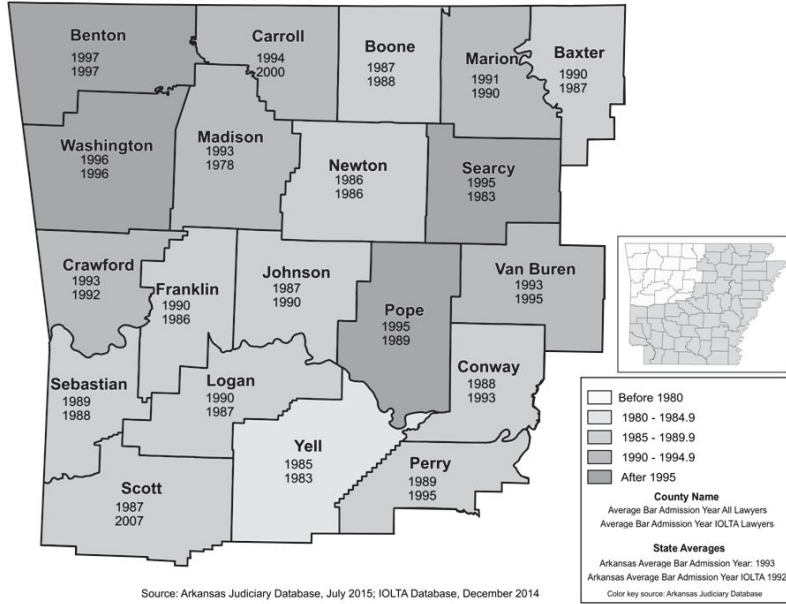 Benton
1997
1997
Carroll
1994
2000
Boone
1987
1988
Marion
1991
1990
Baxter
1990
1987
Washington
1996
1996
Madison
1993
1978
Newton
1986
1986
Searcy
1995
1983
Crawford
1993
1992
Franklin
1990
1986
Johnson
1987
1990
Pope
1995
1989
Van Buren
1993
1995
Sebastian
1989
1988
Logan
1990
1987
Conway
1988
1993
Yell
1985
1983
Perry
1989
1995
Scott
1987
2007
Before 1980
1980 - 1984.9
1985 - 1989.9
1990 - 1994.9
After 1995
County Name
Average Bar Admission Year All Lawyers
Average Bar Admission Year IOLTA Lawyers
State Averages
Arkansas Average Bar Admission Year: 1993
Arkansas Average Bar Admission Year IOLTA 1992
Color key source: Arkansas Judiciary Database
Source: Arkansas Judiciary Database, July 2015; IOLTA Database, December 2014